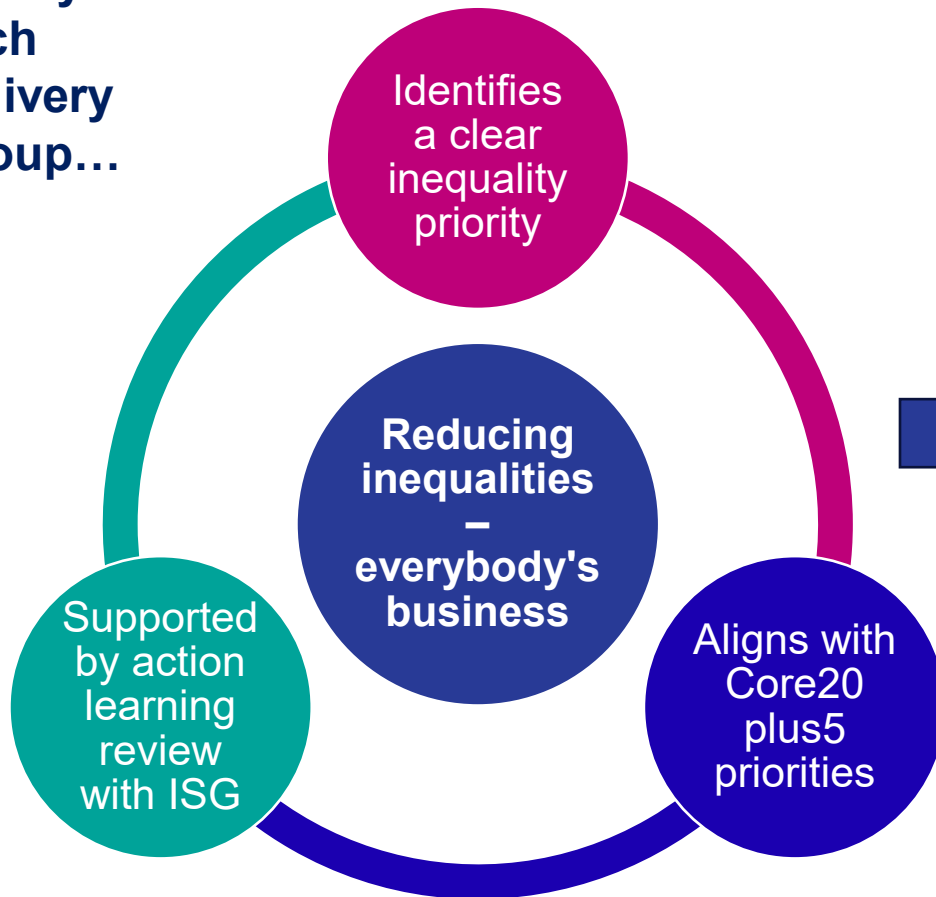 ch
ivery
oup…
Identifies
a clear
inequality
priority
Reducing
inequalities
–
everybody's
business
Supported
by action
learning
review
with ISG
Aligns with
Core20
plus5
priorities